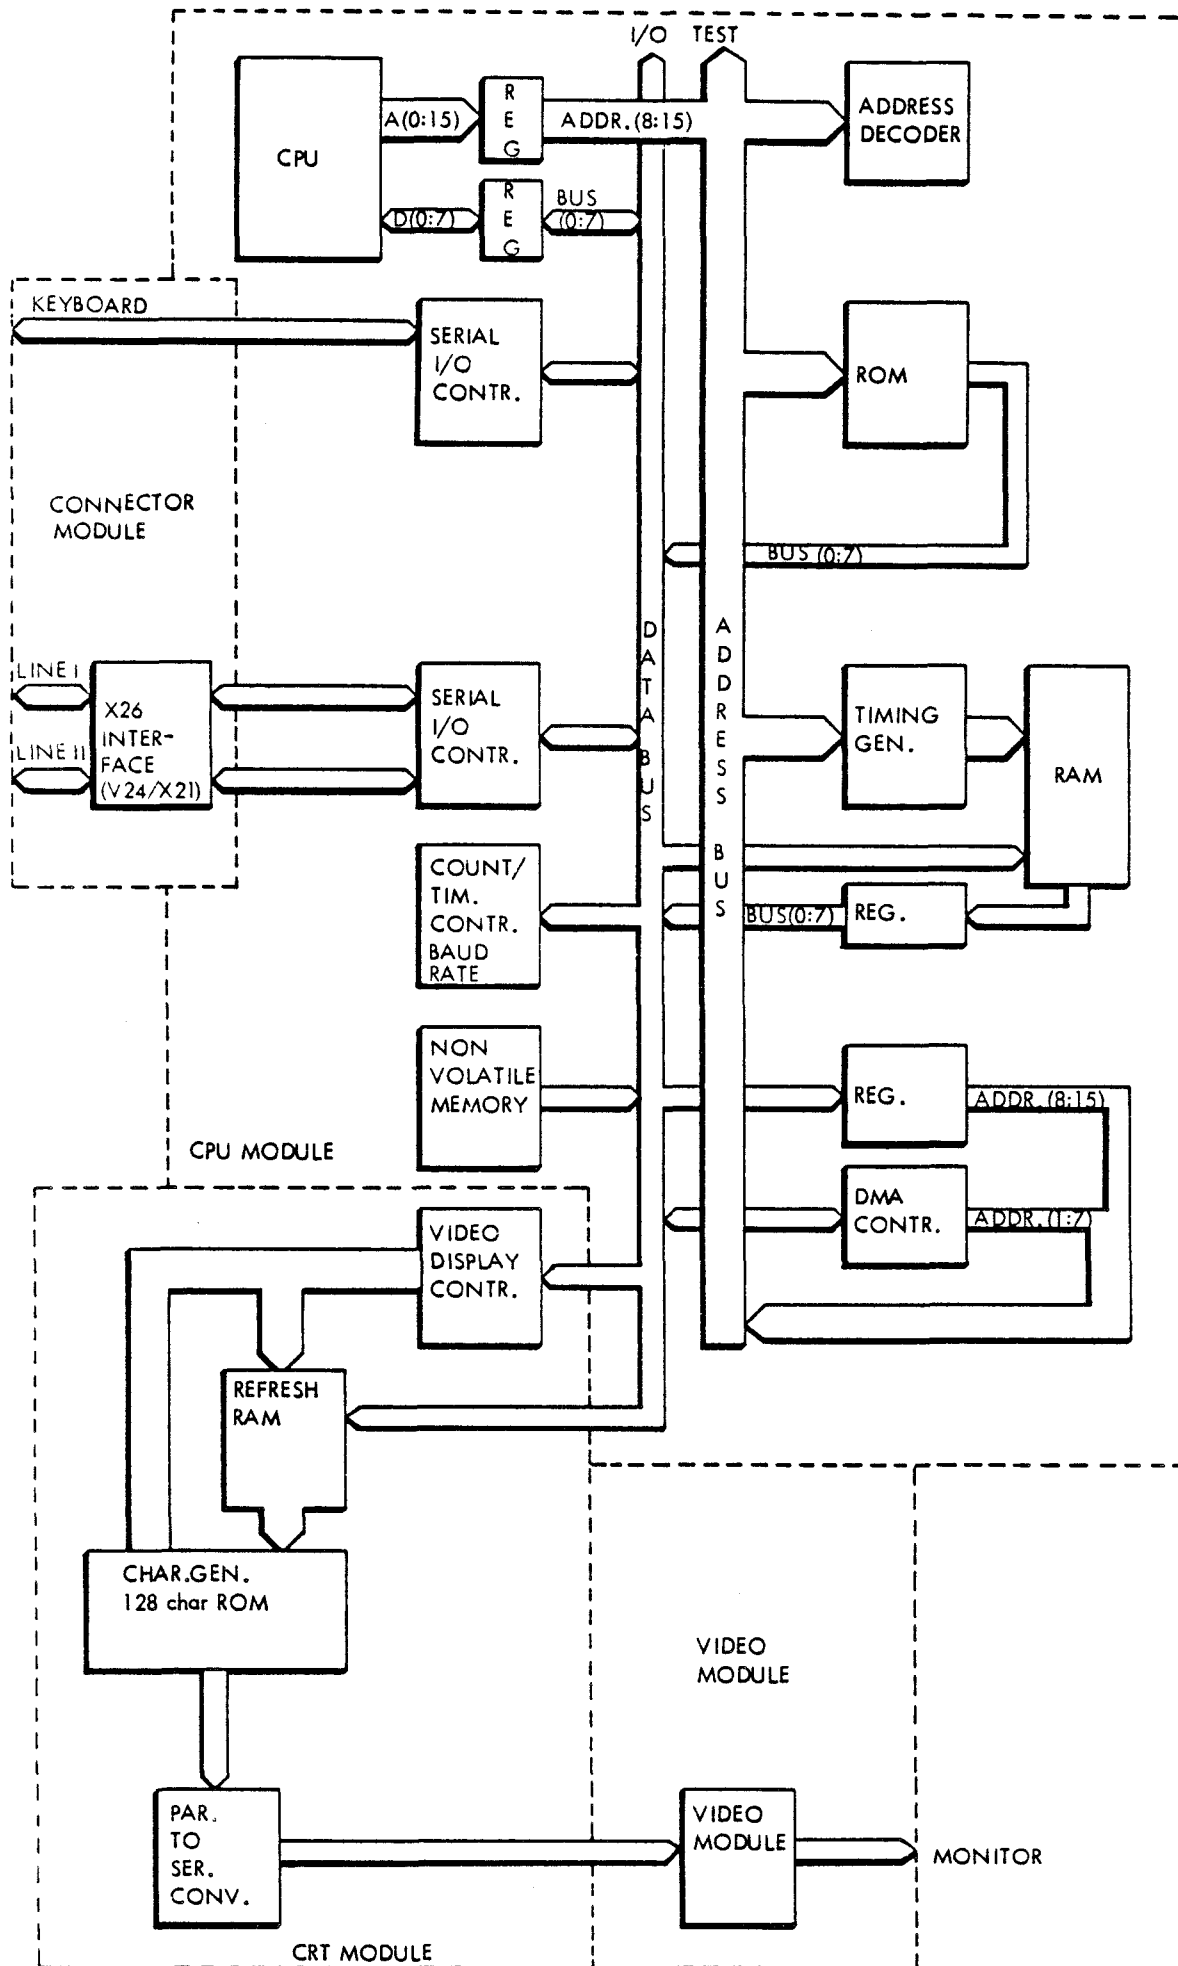 I/O TEST
CPU
A(0:15)
R
E
G
ADDR.(8:15)
ADDRESS
DECODER
D(0:7)
R
E
G
BUS
(0:7)
KEYBOARD
SERIAL
I/O
CONTR.
ROM
CONNECTOR
MODULE
BUS (0:7)
DATA BUS
ADDRESS BUS
LINE I
LINE II
X26
INTER-
FACE
(V24/X21)
SERIAL
I/O
CONTR.
TIMING
GEN.
RAM
COUNT/
TIM.
CONTR.
BAUD
RATE
BUS(0:7)
REG.
NON
VOLATILE
MEMORY
REG.
ADDR.(8:15)
CPU MODULE
DMA
CONTR.
ADDR.(1:7)
VIDEO
DISPLAY
CONTR.
REFRESH
RAM
CHAR.GEN.
128 char ROM
VIDEO
MODULE
PAR.
TO
SER.
CONV.
VIDEO
MODULE
MONITOR
CRT MODULE